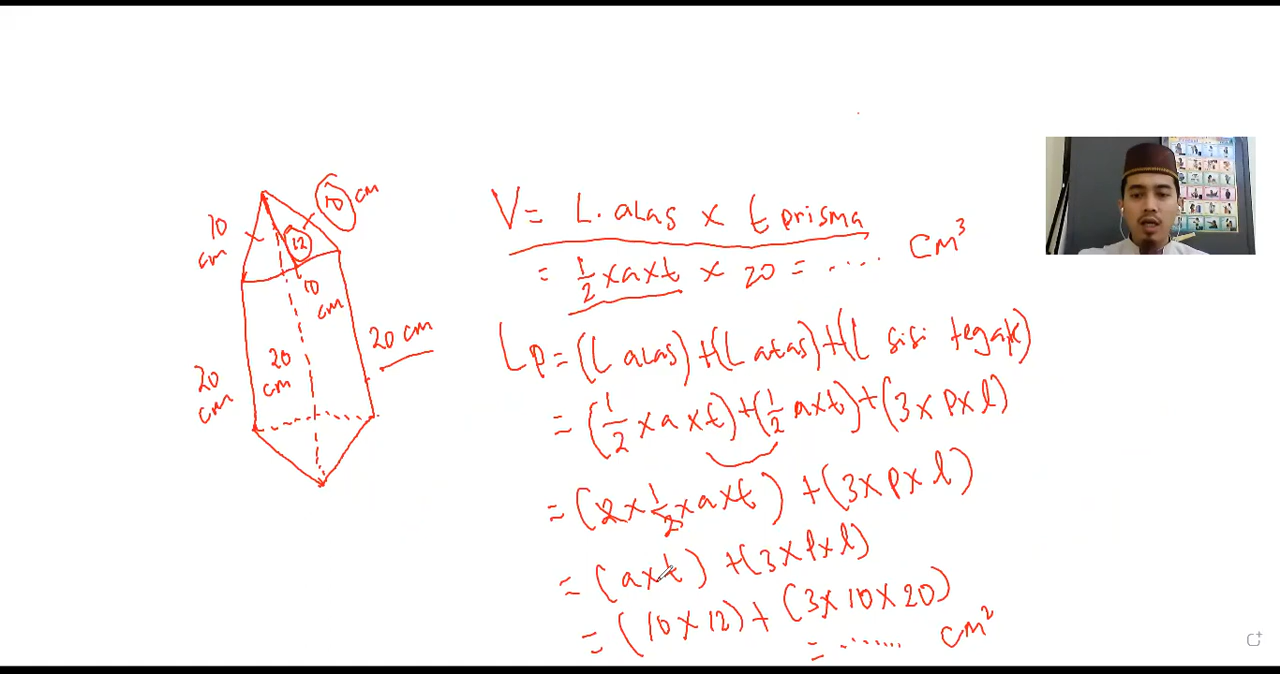 10 cm
10 cm
12
10 cm
20 cm
20 cm
20 cm
V = L. alas x t prisma
= 1/2 x a x t x 20 = ..... cm³
Lp = (L alas) + (L atas) + (L sisi tegak)
= (1/2 x a x t) + (1/2 a x t) + (3 x p x l)
= (2 x 1/2 x a x t) + (3 x p x l)
= (a x t) + (3 x p x l)
= (10 x 12) + (3 x 10 x 20)
= ........ cm²